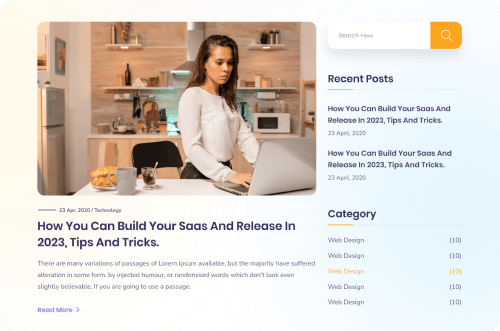 Search Here
Recent Posts
How You Can Build Your Saas And
Release In 2023, Tips And Tricks.
23 April, 2020
How You Can Build Your Saas And
Release In 2023, Tips And Tricks.
23 April, 2020
23 Apr. 2020 / Technology
How You Can Build Your Saas And Release In
2023, Tips And Tricks.
There are many variations of passages of Lorem Ipsum available, but the majority have suffered
alteration in some form, by injected humour, or randomised words which don't look even
slightly believable. If you are going to use a passage.
Read More >
Category
Web Design (10)
Web Design (10)
Web Design (10)
Web Design (10)
Web Design (10)